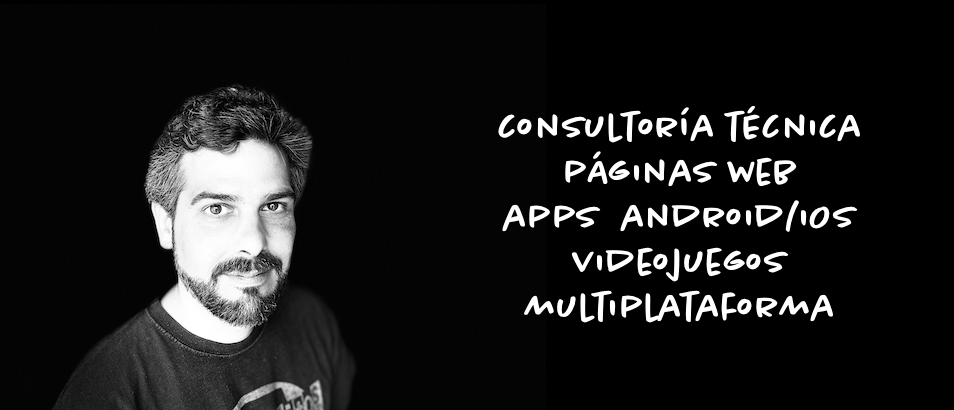 CONSULTORÍA TÉCNICA
PÁGINAS WEB
APPS ANDROID/IOS
VIDEOJUEGOS
MULTIPLATAFORMA